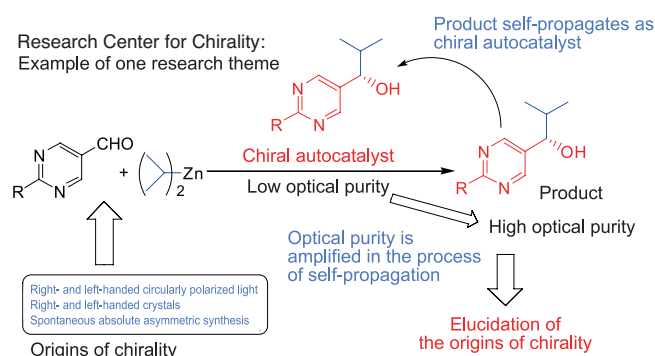 Research Center for Chirality:
Example of one research theme
Product self-propagates as
chiral autocatalyst
N
N
R
OH
CHO
N
N
R
+
2
Zn
Chiral autocatalyst
Low optical purity
N
N
R
OH
Product
High optical purity
Optical purity is
amplified in the process
of self-propagation
Right- and left-handed circularly polarized light
Right- and left-handed crystals
Spontaneous absolute asymmetric synthesis
Origins of chirality
Elucidation of
the origins of chirality